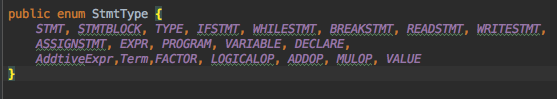 public enum StmtType {
STMT, STMTBLOCK, TYPE, IFSTMT, WHILESTMT, BREAKSTMT, READSTMT, WRITESTMT,
ASSIGNSTMT, EXPR, PROGRAM, VARIABLE, DECLARE,
AddtiveExpr,Term,FACTOR, LOGICALOP, ADDOP, MULOP, VALUE
}